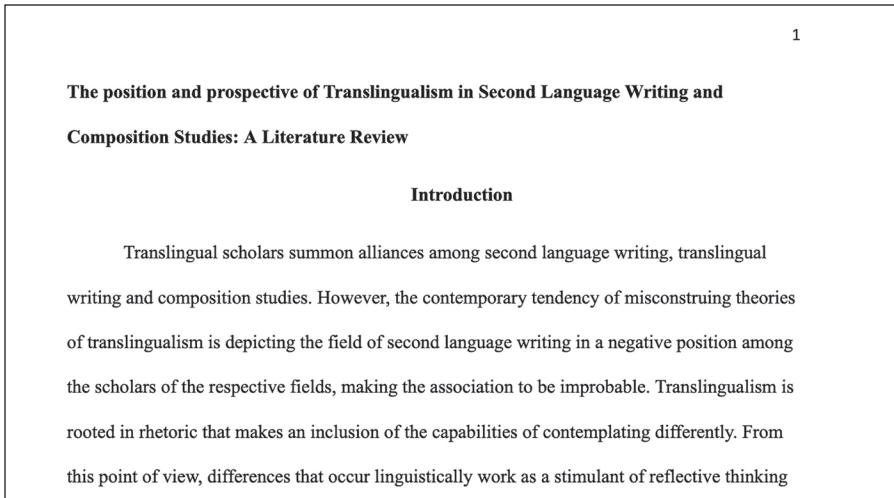 1
The position and prospective of Translingualism in Second Language Writing and
Composition Studies: A Literature Review
Introduction
Translingual scholars summon alliances among second language writing, translingual
writing and composition studies. However, the contemporary tendency of misconstruing theories
of translingualism is depicting the field of second language writing in a negative position among
the scholars of the respective fields, making the association to be improbable. Translingualism is
rooted in rhetoric that makes an inclusion of the capabilities of contemplating differently. From
this point of view, differences that occur linguistically work as a stimulant of reflective thinking